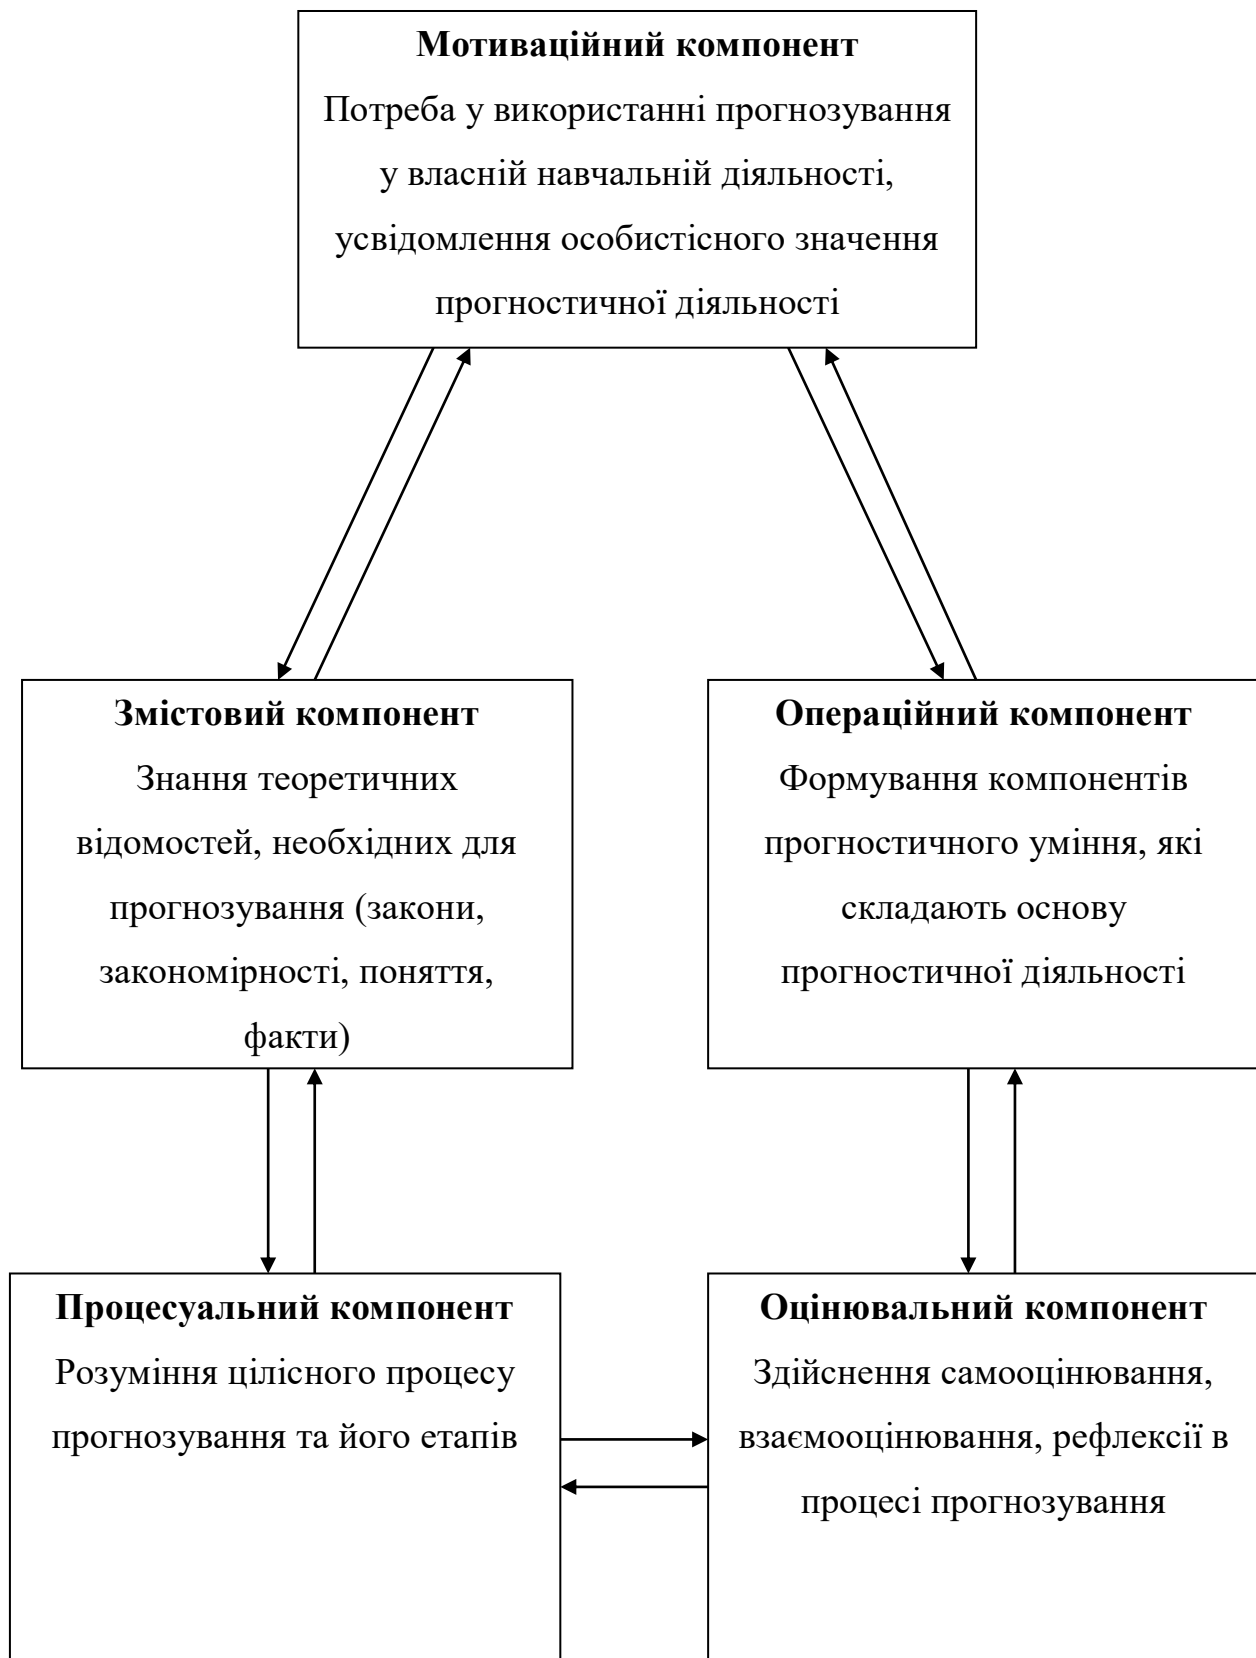 Мотиваційний компонент
Потреба у використанні прогнозування
у власній навчальній діяльності,
усвідомлення особистісного значення
прогностичної діяльності
Змістовий компонент
Знання теоретичних
відомостей, необхідних для
прогнозування (закони,
закономірності, поняття,
факти)
Операційний компонент
Формування компонентів
прогностичного уміння, які
складають основу
прогностичної діяльності
Процесуальний компонент
Розуміння цілісного процесу
прогнозування та його етапів
Оцінювальний компонент
Здійснення самооцінювання,
взаємооцінювання, рефлексії в
процесі прогнозування